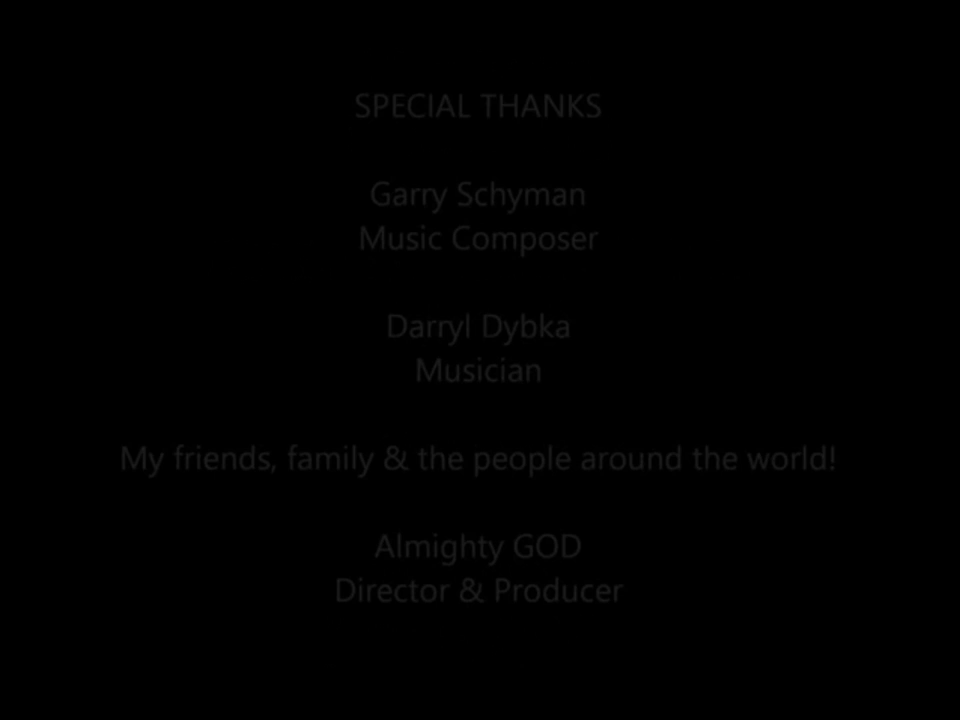 SPECIAL THANKS
Garry Schyman
Music Composer
Darryl Dybka
Musician
My friends, family & the people around the world!
Almighty GOD
Director & Producer